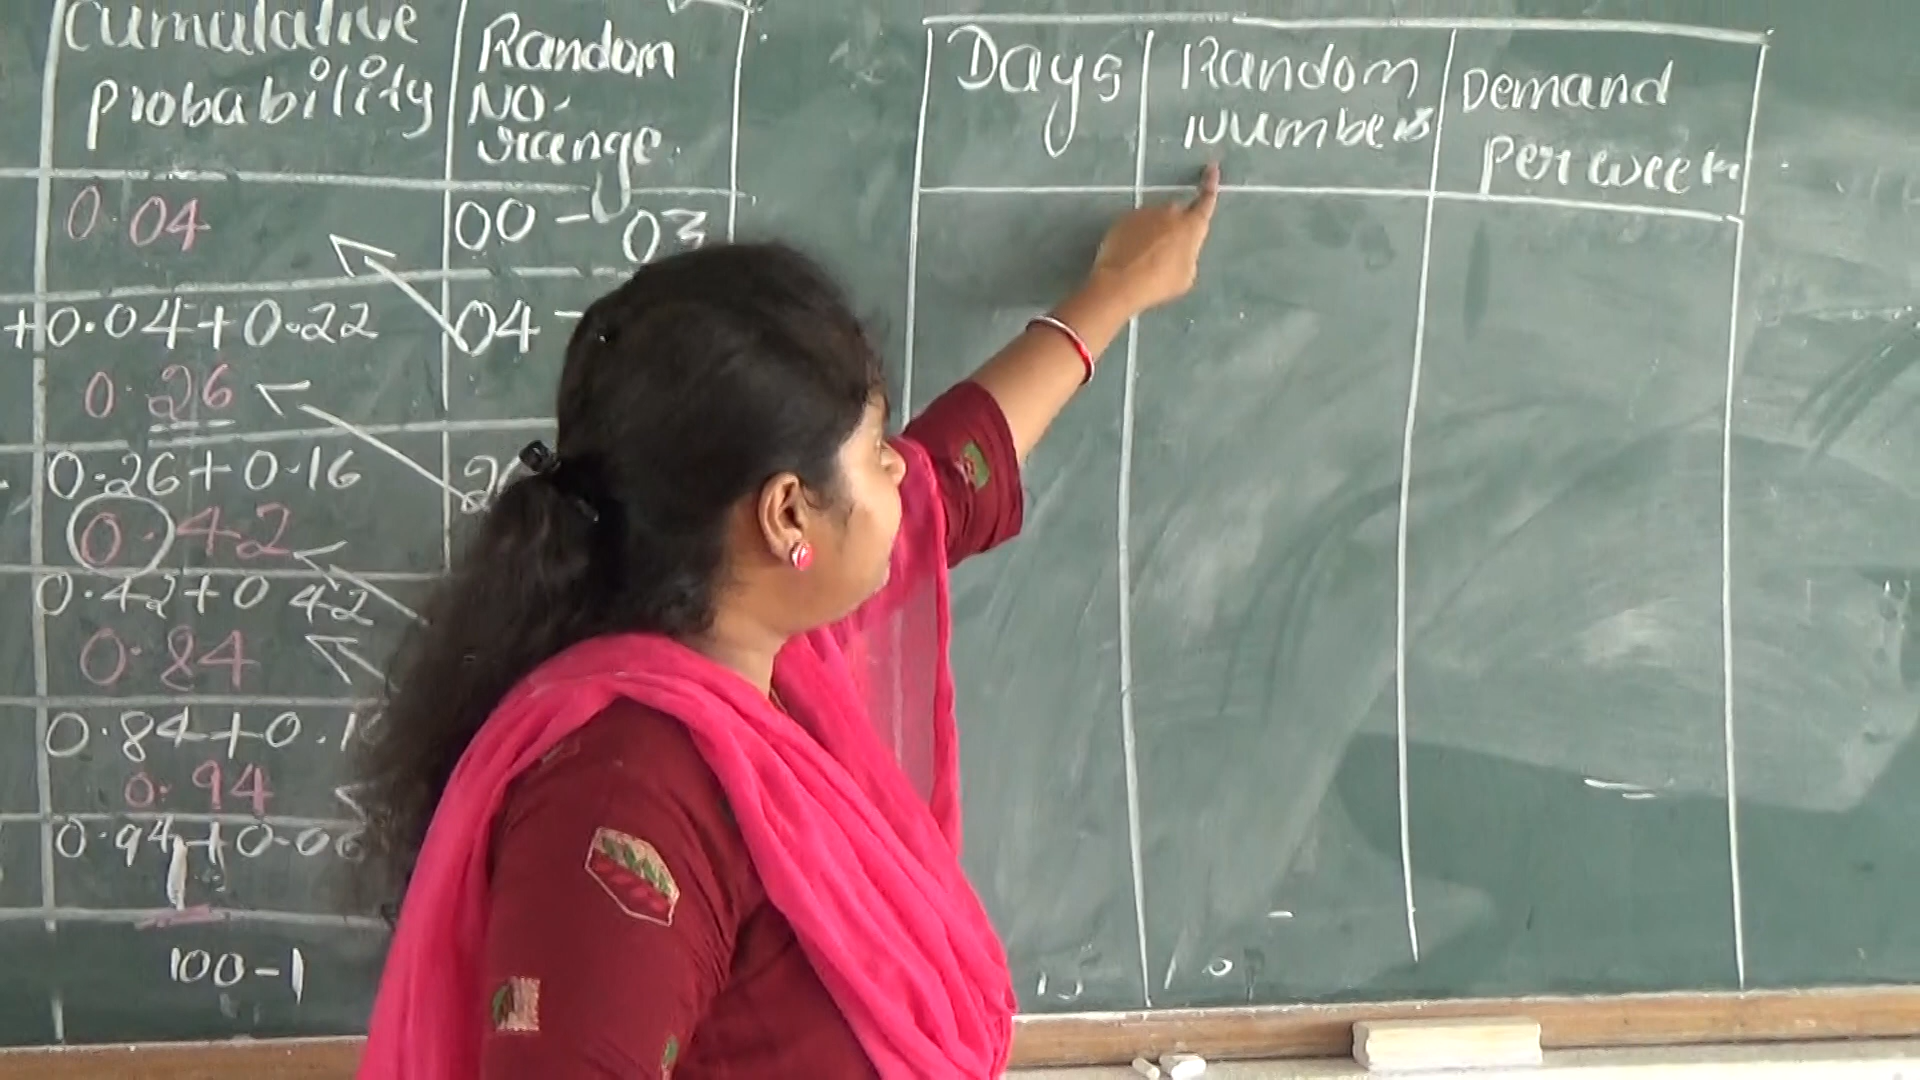 Cumulative
probability
Random
NO.
range.
0.04
00 - 03
+0.04+0.22
04 -
0.26
0.26+0.16
0.42
0.42+0.42
0.84
0.84+0.1
0.94
0.94+0.06
1
100-1
Days
Random
Numbers
Demand
Per week